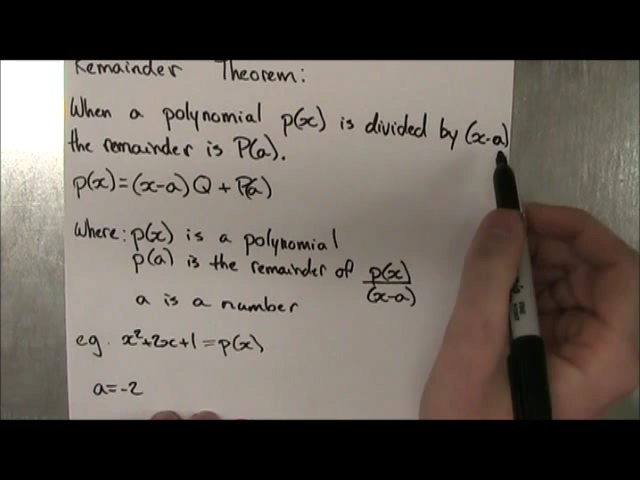 Remainder Theorem:
When a polynomial p(x) is divided by (x-a)
the remainder is P(a).
p(x)=(x-a)Q + P(a)
Where: p(x) is a polynomial
p(a) is the remainder of p(x)/(x-a)
a is a number
eg. x²+2x+1=p(x)
a=-2